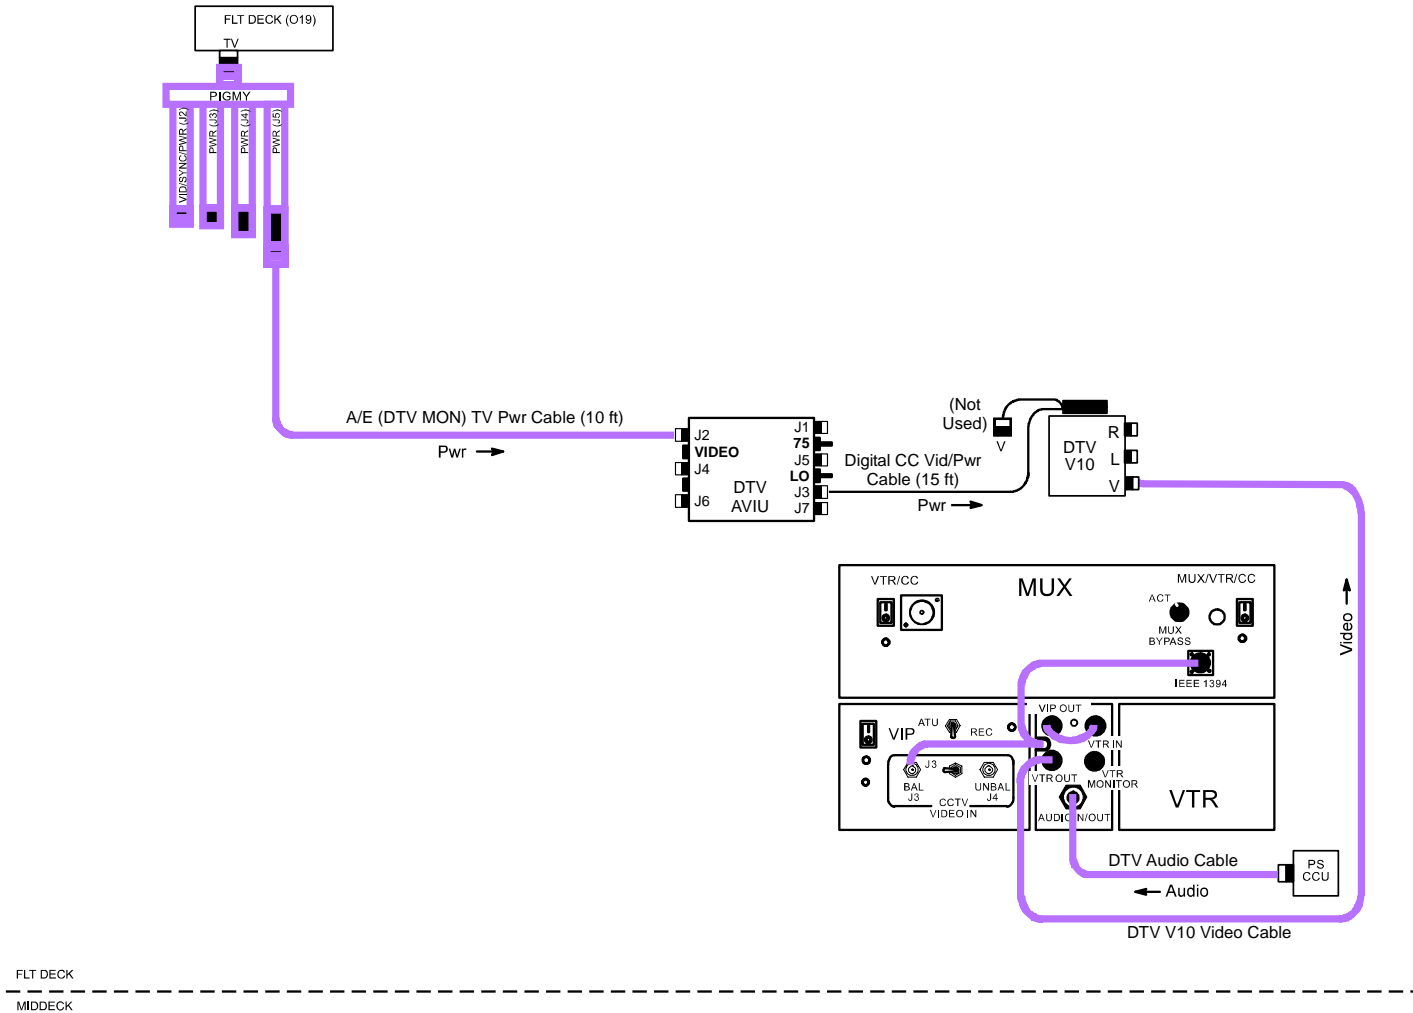 FLT DECK (O19)
TV
PIGMY
VID/SYNC/PWR (J2)
PWR (J3)
PWR (J4)
PWR (J5)
A/E (DTV MON) TV Pwr Cable (10 ft)
Pwr
J2
VIDEO
J4
J6
DTV
AVIU
J1
75
J5
LO
J3
J7
Digital CC Vid/Pwr
Cable (15 ft)
Pwr
(Not
Used)
V
DTV
V10
R
L
V
Video
MUX
VTR/CC
MUX/VTR/CC
ACT
MUX
BYPASS
IEEE 1394
VIP
ATU
REC
J3
BAL
J3
UNBAL
J4
CCTV
VIDEO IN
VIP OUT
VTR IN
VTR OUT
VTR
MONITOR
AUDIO IN/OUT
VTR
DTV Audio Cable
Audio
PS
CCU
DTV V10 Video Cable
FLT DECK
MIDDECK